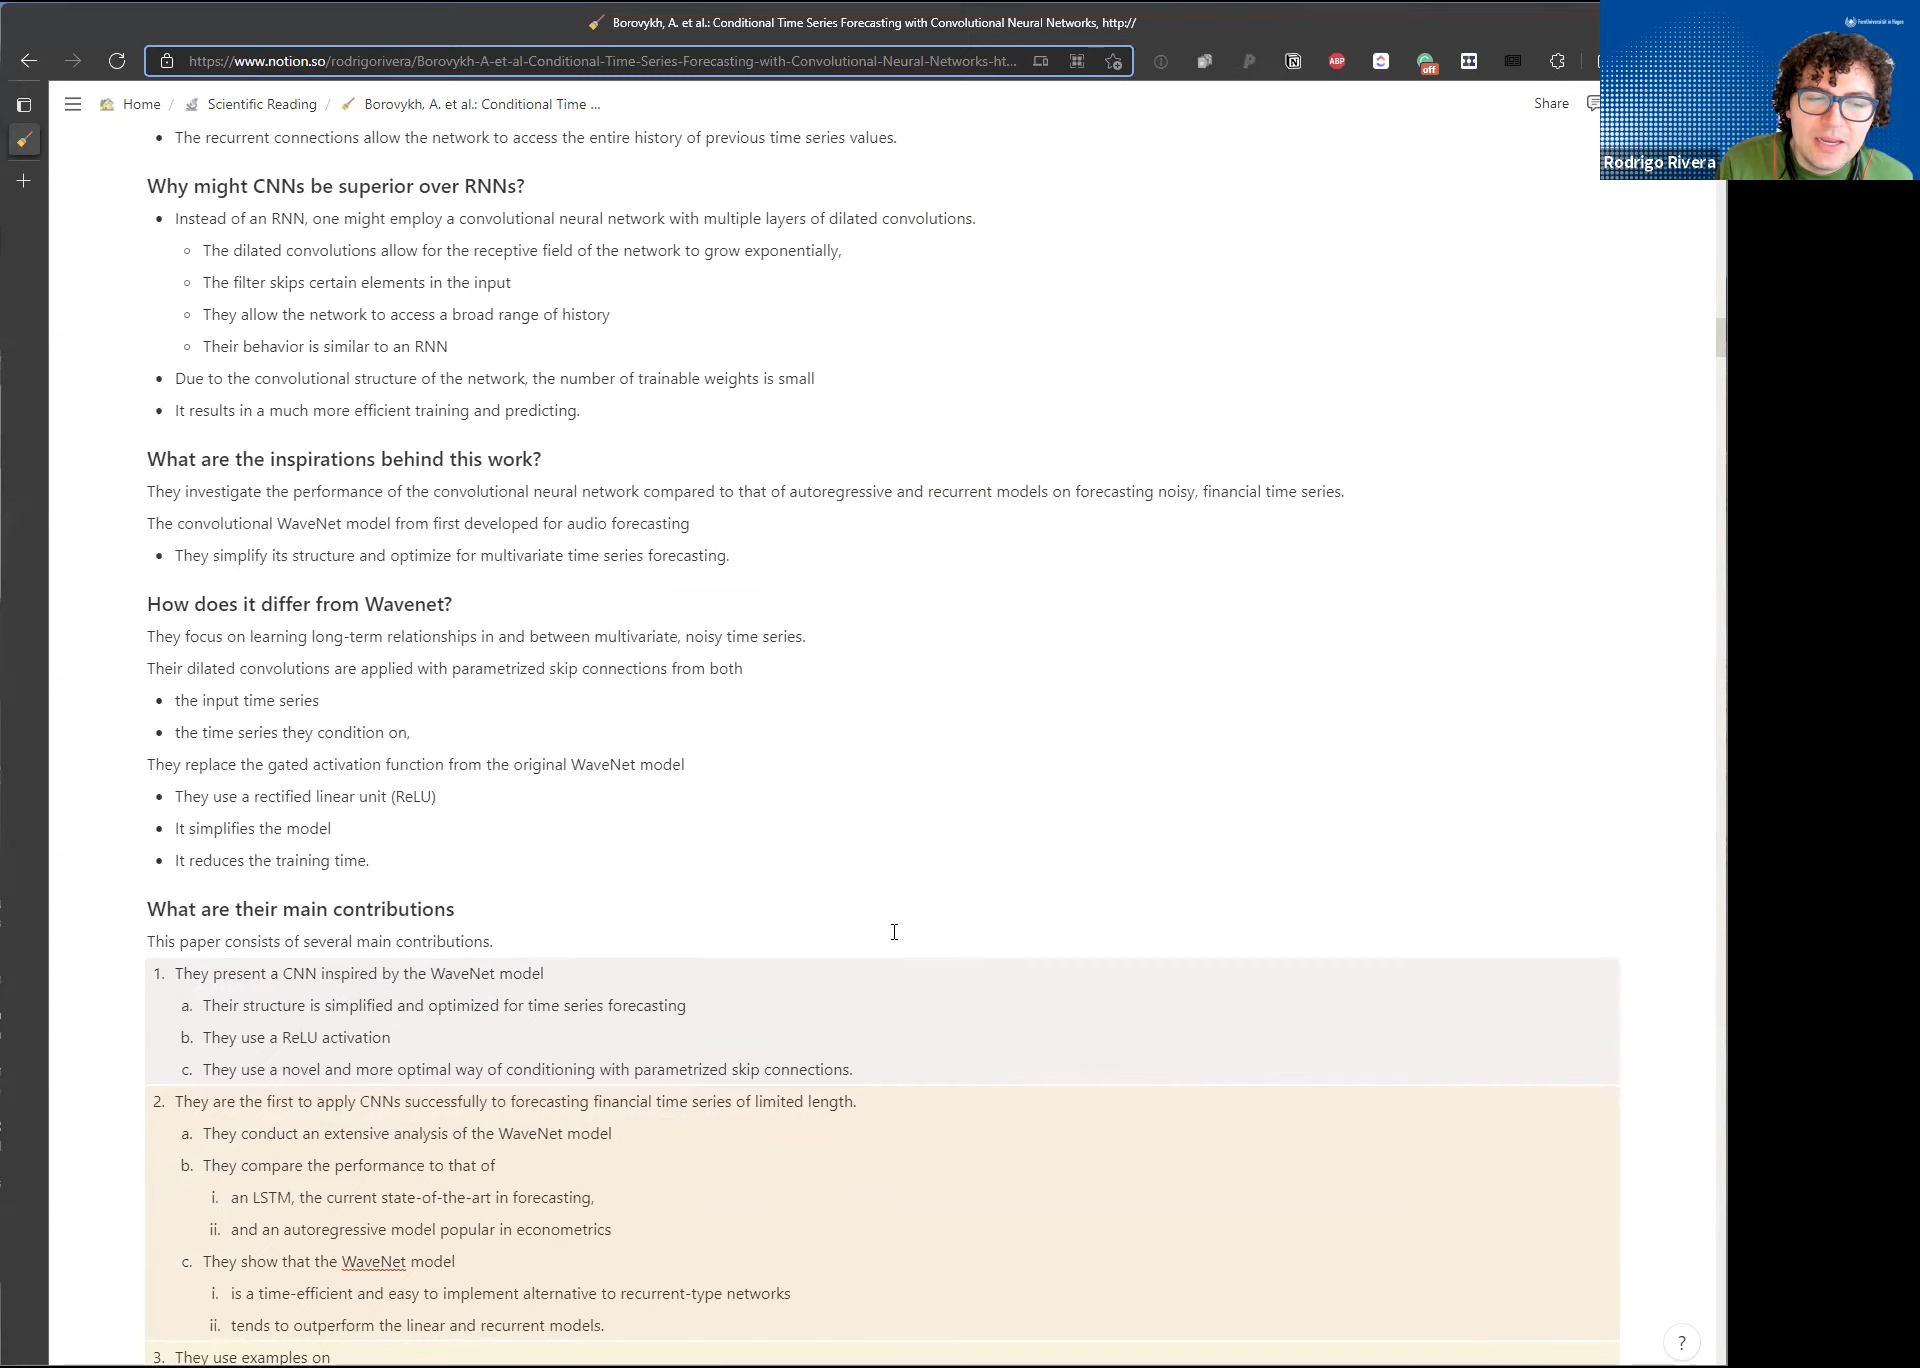 Borovykh, A. et al.: Conditional Time Series Forecasting with Convolutional Neural Networks, http://
https://www.notion.so/rodrigorivera/Borovykh-A-et-al-Conditional-Time-Series-Forecasting-with-Convolutional-Neural-Networks-ht...
ABP
off
Home / Scientific Reading / Borovykh, A. et al.: Conditional Time ...
Share
Rodrigo Rivera
• The recurrent connections allow the network to access the entire history of previous time series values.
Why might CNNs be superior over RNNs?
• Instead of an RNN, one might employ a convolutional neural network with multiple layers of dilated convolutions.
◦ The dilated convolutions allow for the receptive field of the network to grow exponentially,
◦ The filter skips certain elements in the input
◦ They allow the network to access a broad range of history
◦ Their behavior is similar to an RNN
• Due to the convolutional structure of the network, the number of trainable weights is small
• It results in a much more efficient training and predicting.
What are the inspirations behind this work?
They investigate the performance of the convolutional neural network compared to that of autoregressive and recurrent models on forecasting noisy, financial time series.
The convolutional WaveNet model from first developed for audio forecasting
• They simplify its structure and optimize for multivariate time series forecasting.
How does it differ from Wavenet?
They focus on learning long-term relationships in and between multivariate, noisy time series.
Their dilated convolutions are applied with parametrized skip connections from both
• the input time series
• the time series they condition on,
They replace the gated activation function from the original WaveNet model
• They use a rectified linear unit (ReLU)
• It simplifies the model
• It reduces the training time.
What are their main contributions
This paper consists of several main contributions.
1. They present a CNN inspired by the WaveNet model
a. Their structure is simplified and optimized for time series forecasting
b. They use a ReLU activation
c. They use a novel and more optimal way of conditioning with parametrized skip connections.
2. They are the first to apply CNNs successfully to forecasting financial time series of limited length.
a. They conduct an extensive analysis of the WaveNet model
b. They compare the performance to that of
i. an LSTM, the current state-of-the-art in forecasting,
ii. and an autoregressive model popular in econometrics
c. They show that the WaveNet model
i. is a time-efficient and easy to implement alternative to recurrent-type networks
ii. tends to outperform the linear and recurrent models.
3. They use examples on
?